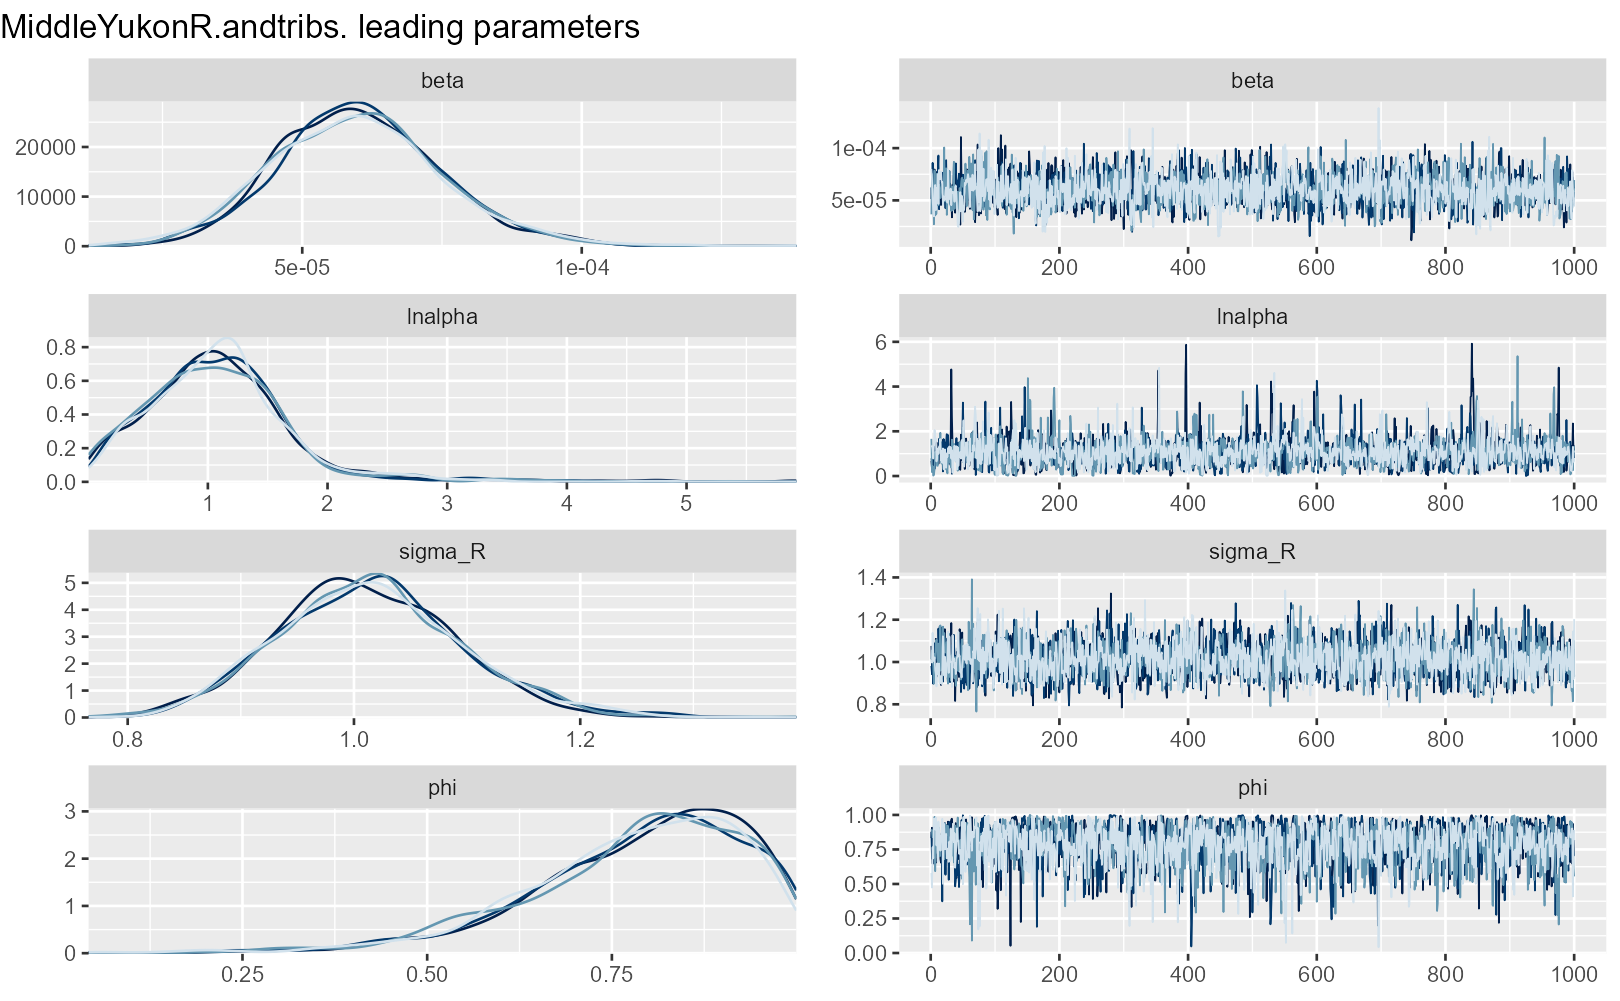 MiddleYukonR.andtribs. leading parameters
beta
20000
10000
0
5e-05 1e-04
beta
1e-04
5e-05
0 200 400 600 800 1000
lnalpha
0.8
0.6
0.4
0.2
0.0
1 2 3 4 5
lnalpha
6
4
2
0
0 200 400 600 800 1000
sigma_R
5
4
3
2
1
0
0.8 1.0 1.2
sigma_R
1.4
1.2
1.0
0.8
0 200 400 600 800 1000
phi
3
2
1
0
0.25 0.50 0.75
phi
1.00
0.75
0.50
0.25
0.00
0 200 400 600 800 1000